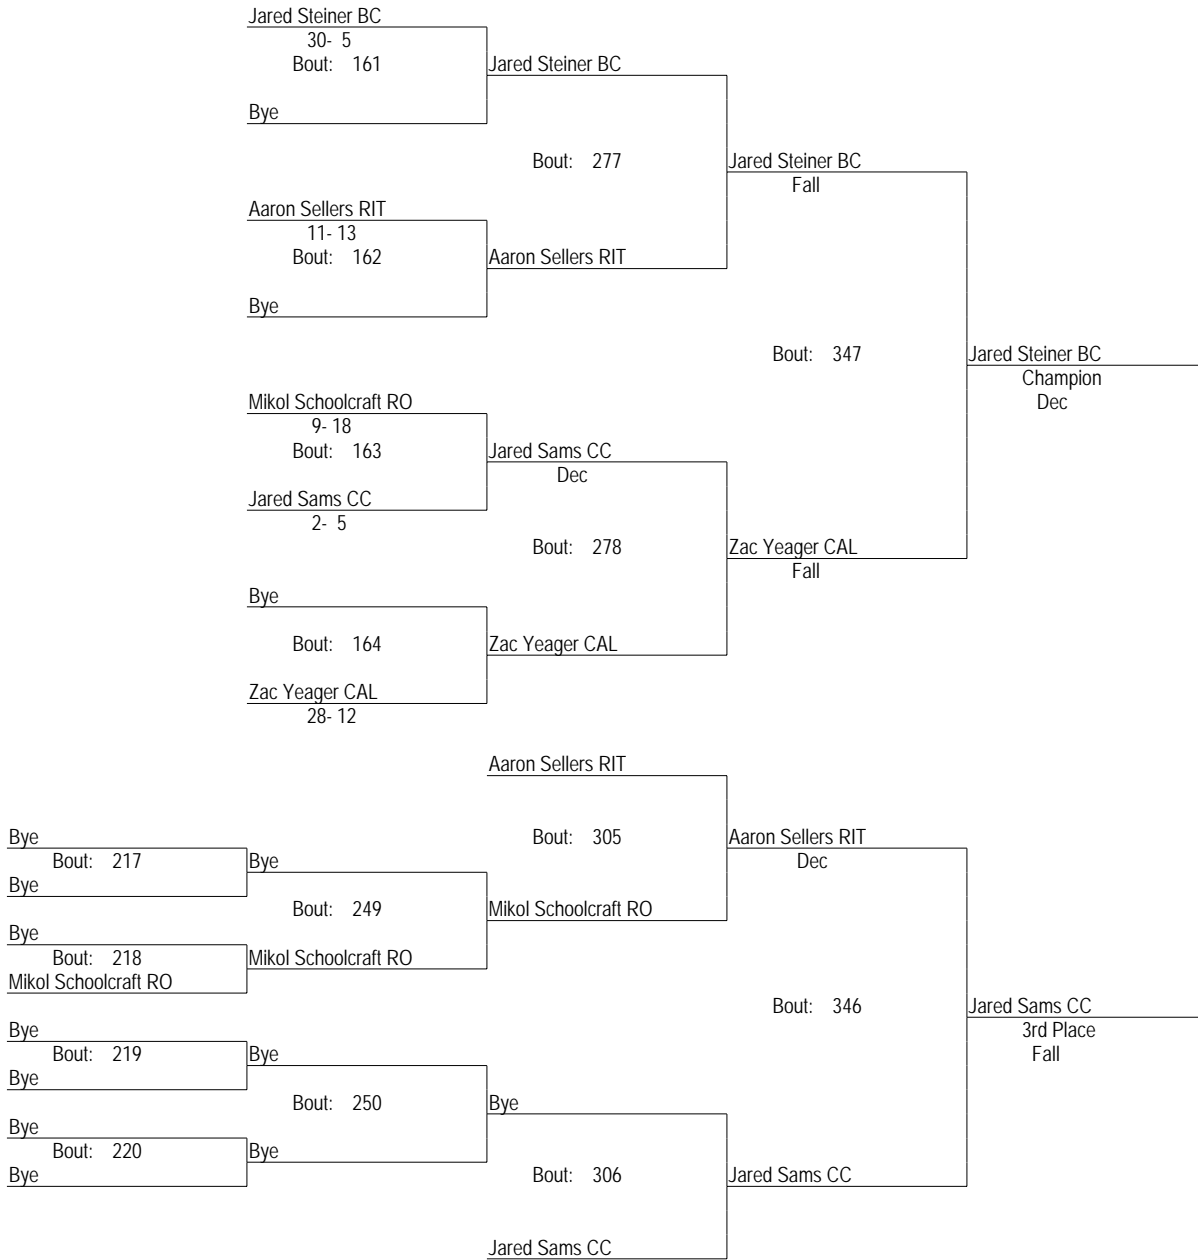 Jared Steiner BC
30- 5
Bout: 161
Jared Steiner BC
Bye
Bout: 277
Jared Steiner BC
Fall
Aaron Sellers RIT
11- 13
Bout: 162
Aaron Sellers RIT
Bye
Bout: 347
Jared Steiner BC
Champion
Dec
Mikol Schoolcraft RO
9- 18
Bout: 163
Jared Sams CC
Dec
Jared Sams CC
2- 5
Bout: 278
Zac Yeager CAL
Fall
Bye
Bout: 164
Zac Yeager CAL
Zac Yeager CAL
28- 12
Aaron Sellers RIT
Bout: 305
Aaron Sellers RIT
Dec
Bye
Bout: 217
Bye
Bye
Bout: 249
Mikol Schoolcraft RO
Bye
Bout: 218
Mikol Schoolcraft RO
Mikol Schoolcraft RO
Bout: 346
Jared Sams CC
3rd Place
Fall
Bye
Bout: 219
Bye
Bye
Bout: 250
Bye
Bye
Bout: 220
Bye
Bye
Bout: 306
Jared Sams CC
Jared Sams CC